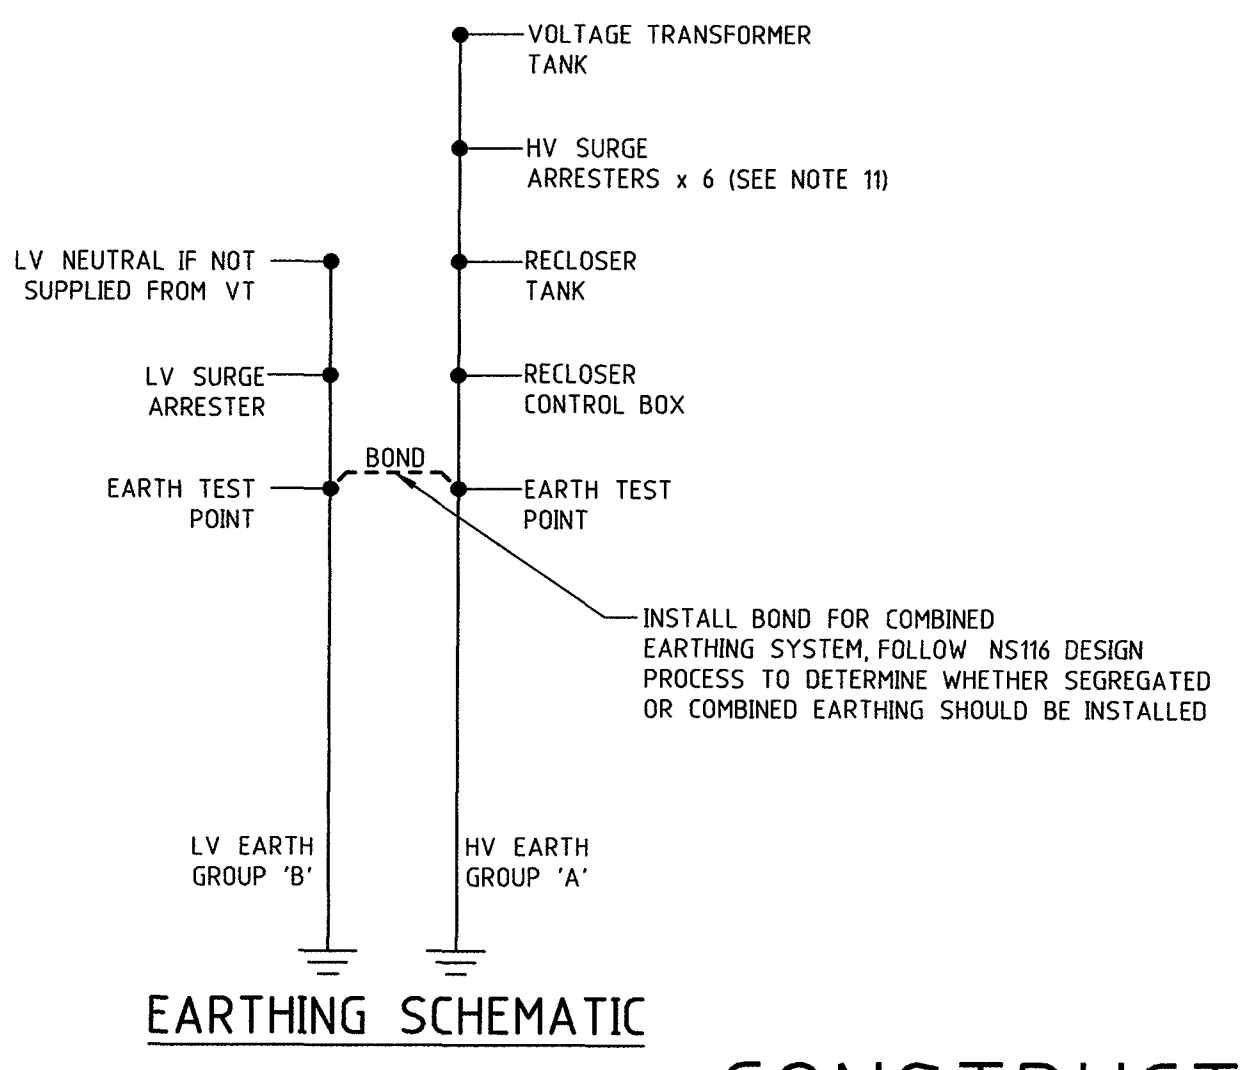 VOLTAGE TRANSFORMER
TANK
HV SURGE
ARRESTERS x 6 (SEE NOTE 11)
LV NEUTRAL IF NOT
SUPPLIED FROM VT
RECLOSER
TANK
LV SURGE
ARRESTER
RECLOSER
CONTROL BOX
BOND
EARTH TEST
POINT
EARTH TEST
POINT
INSTALL BOND FOR COMBINED
EARTHING SYSTEM, FOLLOW NS116 DESIGN
PROCESS TO DETERMINE WHETHER SEGREGATED
OR COMBINED EARTHING SHOULD BE INSTALLED
LV EARTH
GROUP 'B'
HV EARTH
GROUP 'A'
EARTHING SCHEMATIC